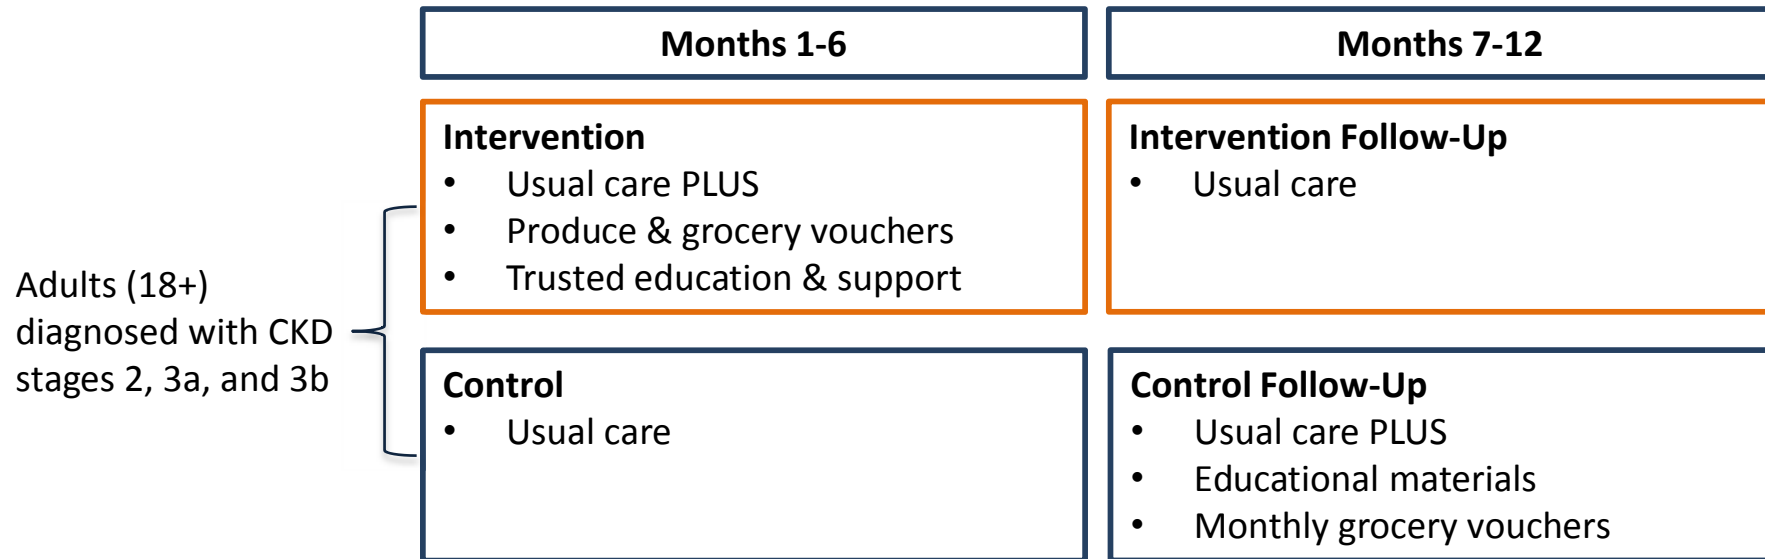 Months 1-6
Months 7-12
Adults (18+)
diagnosed with CKD
stages 2, 3a, and 3b
Intervention
• Usual care PLUS
• Produce & grocery vouchers
• Trusted education & support
Intervention Follow-Up
• Usual care
Control
• Usual care
Control Follow-Up
• Usual care PLUS
• Educational materials
• Monthly grocery vouchers